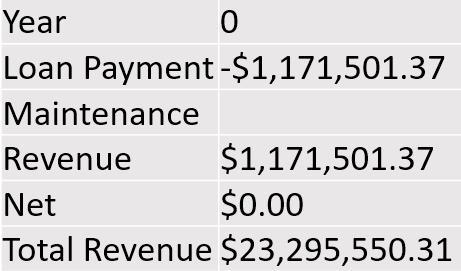 Year 0
Loan Payment -$1,171,501.37
Maintenance
Revenue $1,171,501.37
Net $0.00
Total Revenue $23,295,550.31